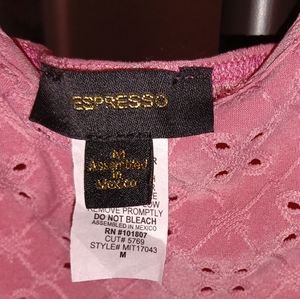 ESPRESSO
M
Assembled
in
Mexico
REMOVE PROMPTLY
DO NOT BLEACH
ASSEMBLED IN MEXICO
RN #101807
CUT# 5769
STYLE# MIT17043
M